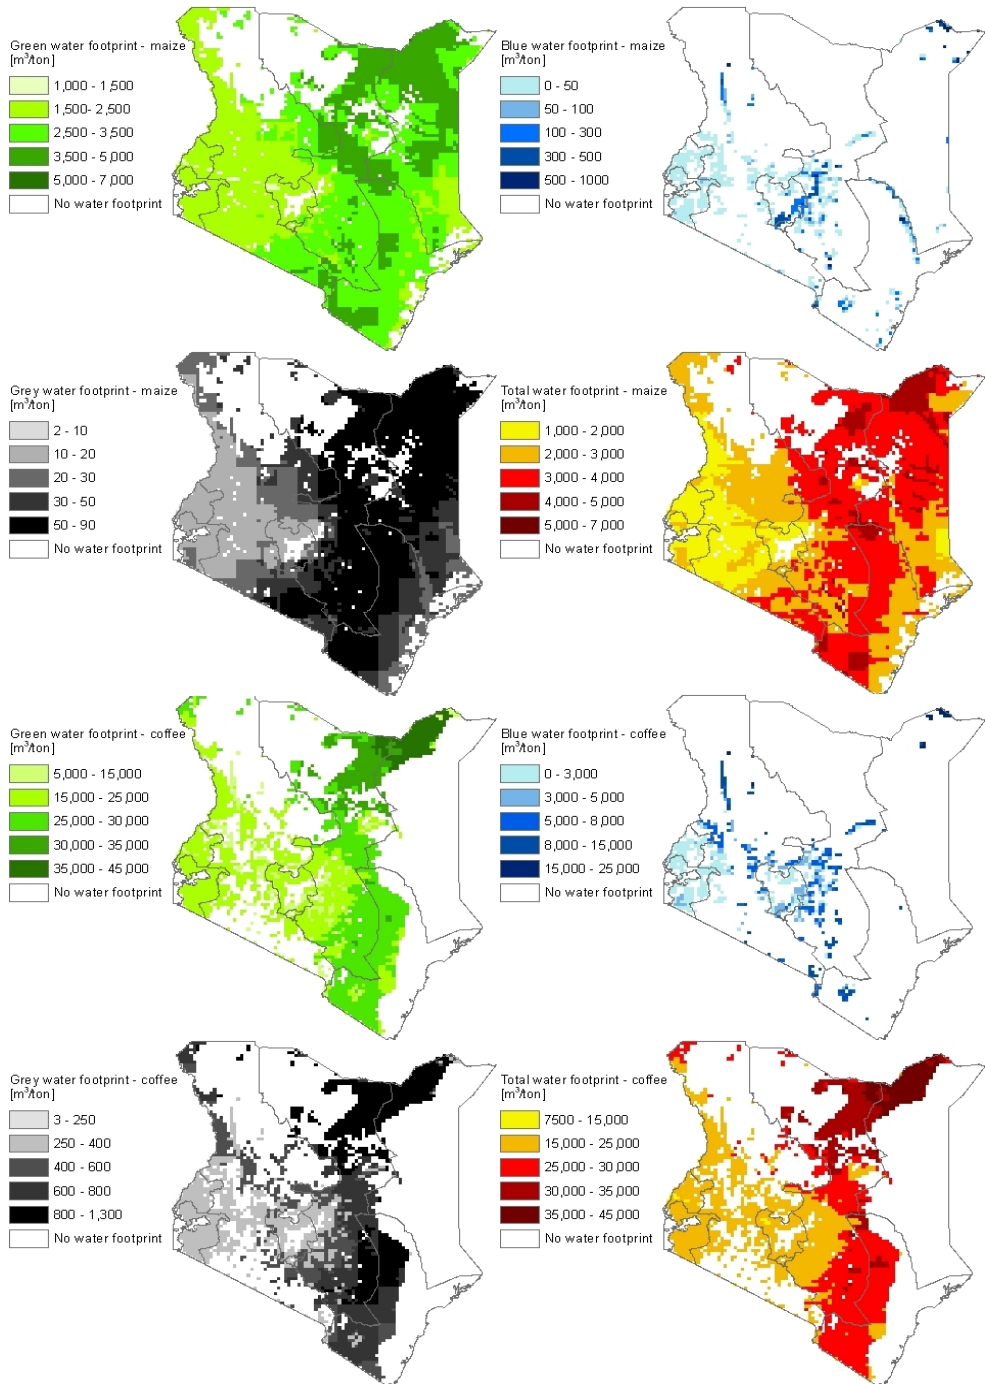 Green water footprint - maize
[m³/ton]
1,000 - 1,500
1,500- 2,500
2,500 - 3,500
3,500 - 5,000
5,000 - 7,000
No water footprint
Blue water footprint - maize
[m³/ton]
0 - 50
50 - 100
100 - 300
300 - 500
500 - 1000
No water footprint
Grey water footprint - maize
[m³/ton]
2 - 10
10 - 20
20 - 30
30 - 50
50 - 90
No water footprint
Total water footprint - maize
[m³/ton]
1,000 - 2,000
2,000 - 3,000
3,000 - 4,000
4,000 - 5,000
5,000 - 7,000
No water footprint
Green water footprint - coffee
[m³/ton]
5,000 - 15,000
15,000 - 25,000
25,000 - 30,000
30,000 - 35,000
35,000 - 45,000
No water footprint
Blue water footprint - coffee
[m³/ton]
0 - 3,000
3,000 - 5,000
5,000 - 8,000
8,000 - 15,000
15,000 - 25,000
No water footprint
Grey water footprint - coffee
[m³/ton]
3 - 250
250 - 400
400 - 600
600 - 800
800 - 1,300
No water footprint
Total water footprint - coffee
[m³/ton]
7500 - 15,000
15,000 - 25,000
25,000 - 30,000
30,000 - 35,000
35,000 - 45,000
No water footprint